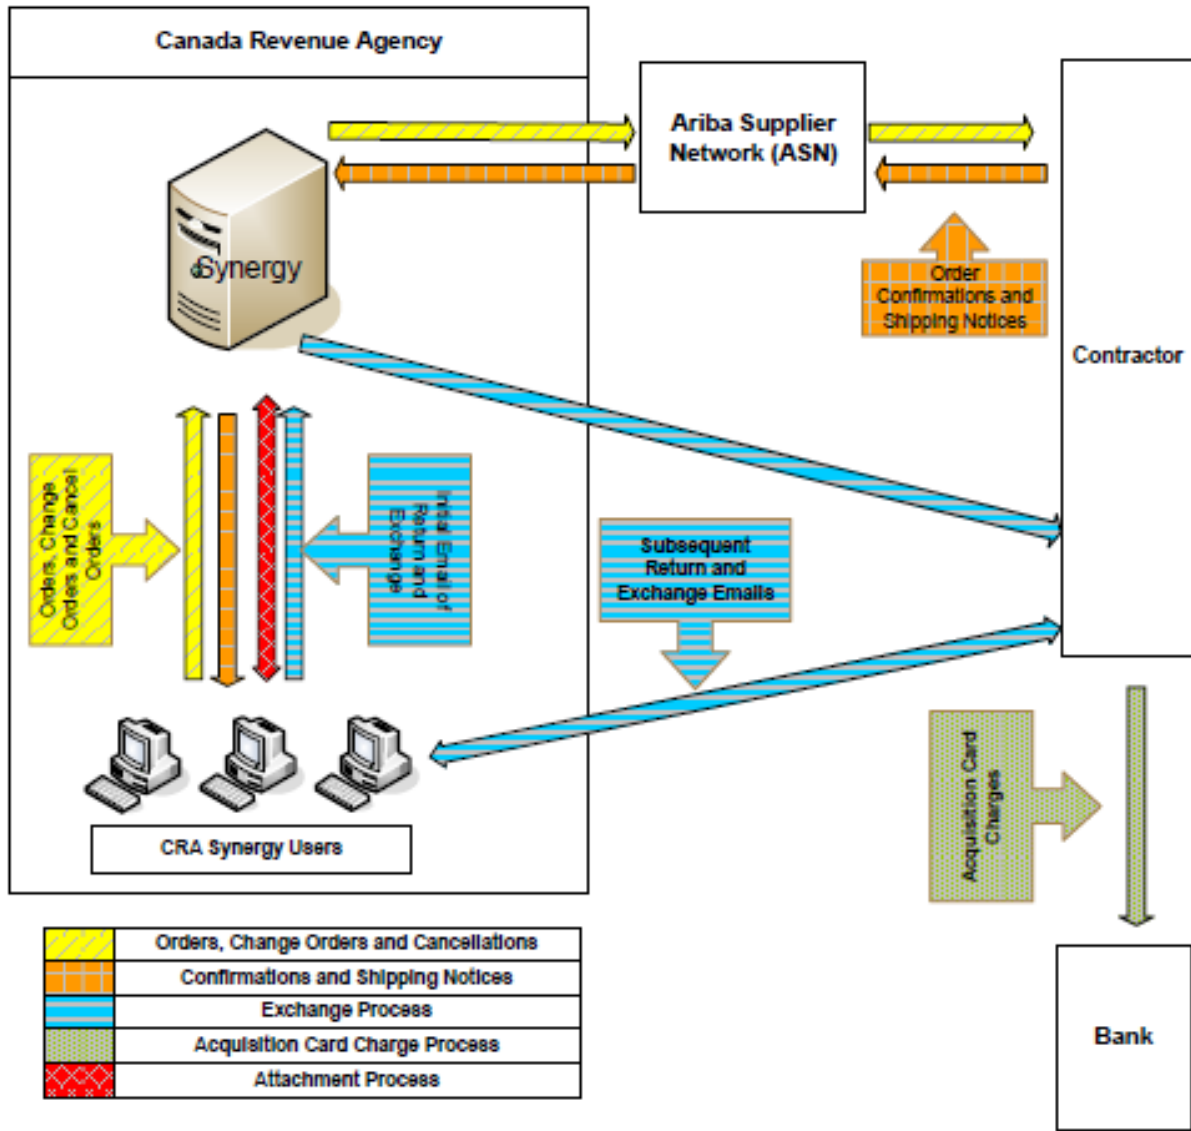 Canada Revenue Agency
Ariba Supplier
Network (ASN)
Synergy
Order
Confirmations and
Shipping Notices
Contractor
Orders, Change
Orders and Cancel
Orders
Initial Email of
Return and
Exchange
Subsequent
Return and
Exchange Emails
Acquisition Card
Charges
CRA Synergy Users
Orders, Change Orders and Cancellations
Confirmations and Shipping Notices
Exchange Process
Acquisition Card Charge Process
Attachment Process
Bank